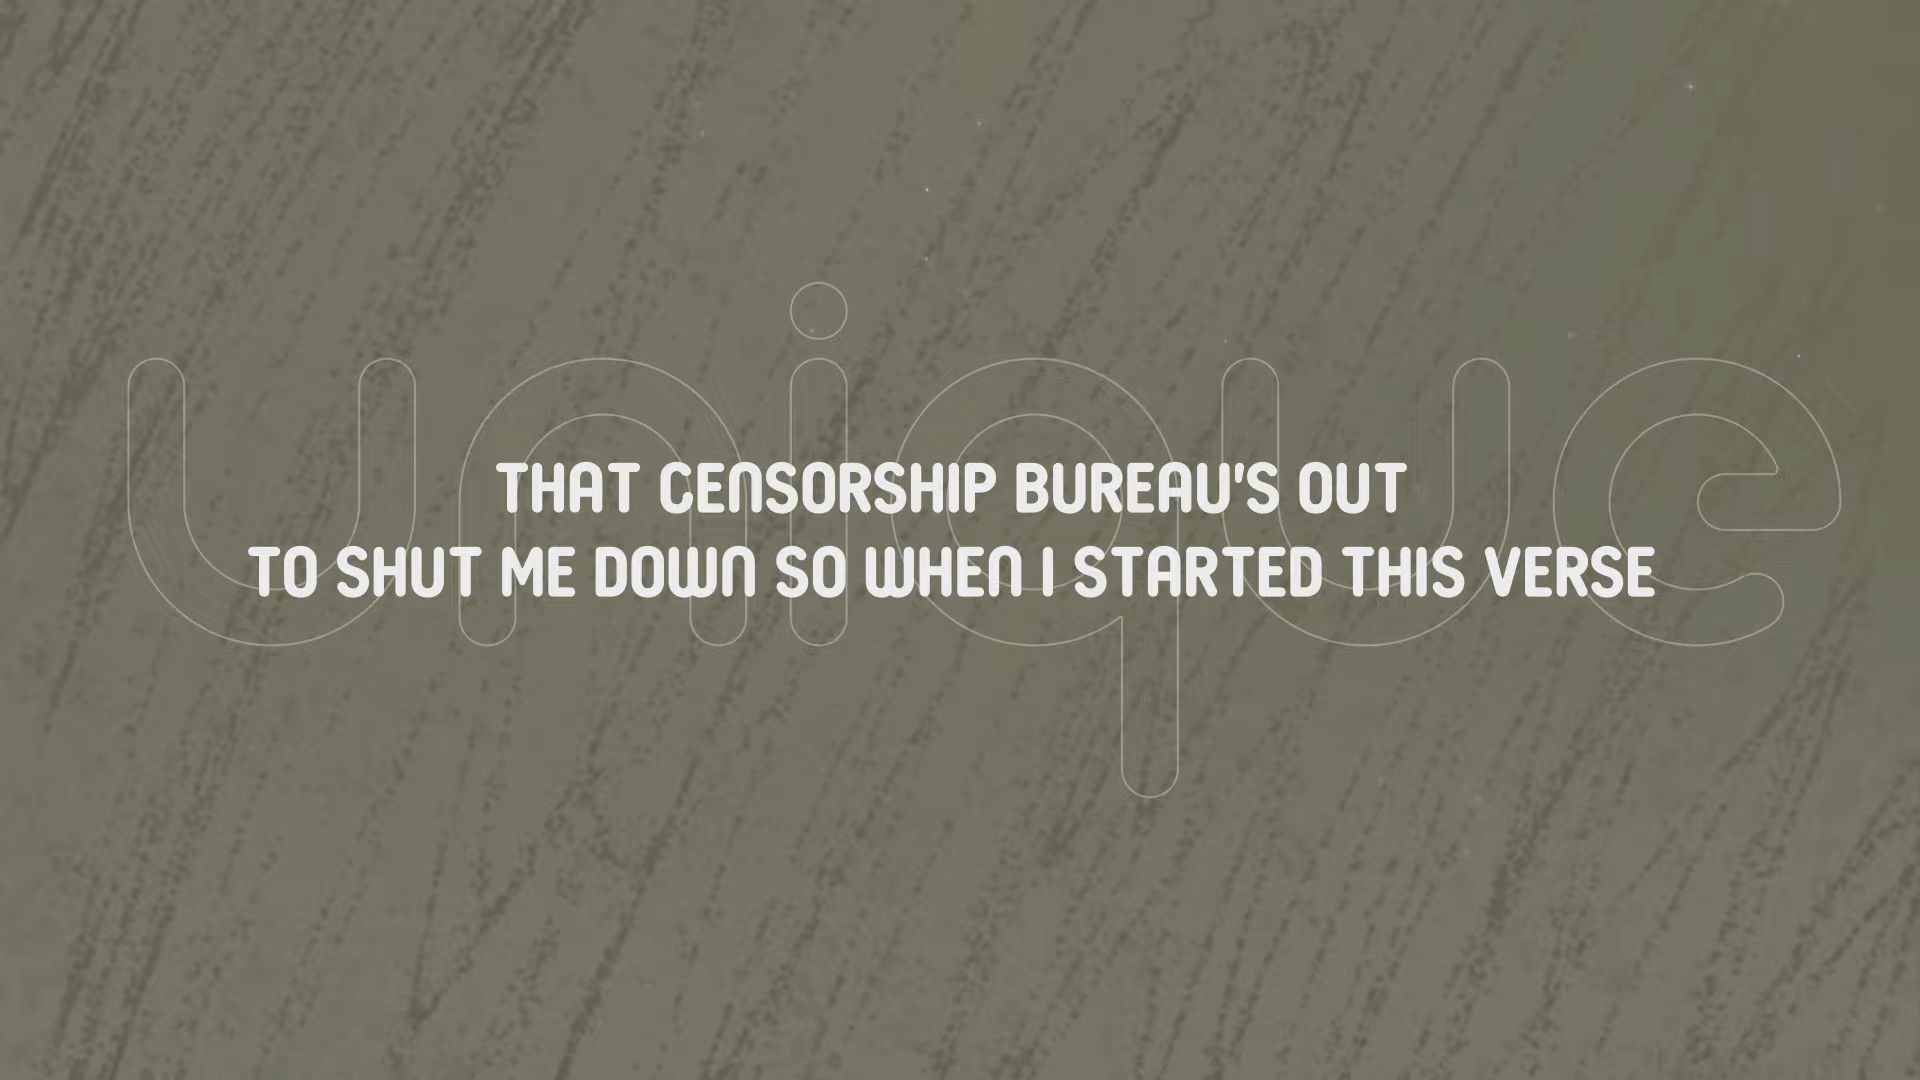 unique
THAT CENSORSHIP BUREAU'S OUT
TO SHUT ME DOWN SO WHEN I STARTED THIS VERSE